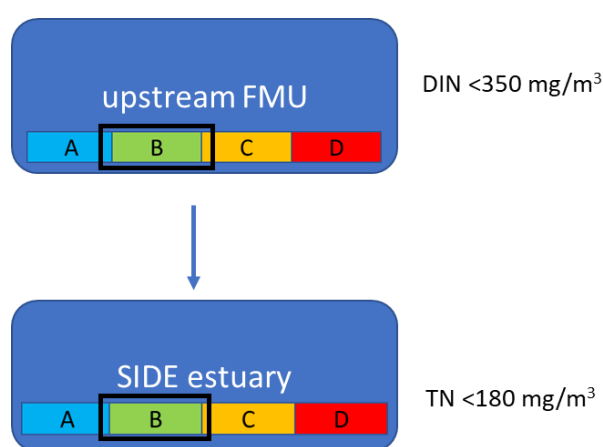 upstream FMU
DIN <350 mg/m³
A B C D
SIDE estuary
TN <180 mg/m³
A B C D